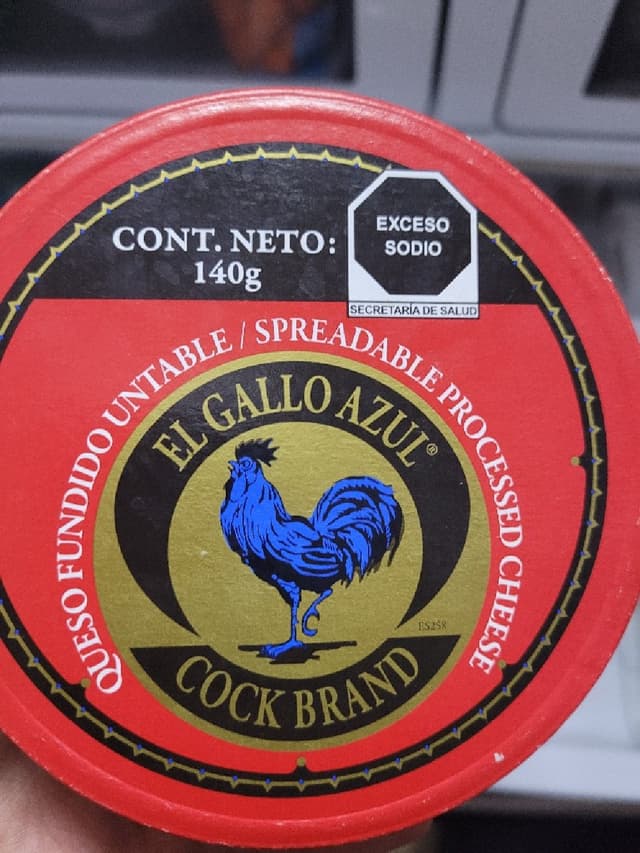 CONT. NETO:
140g
EXCESO
SODIO
SECRETARÍA DE SALUD
QUESO FUNDIDO UNTABLE / SPREADABLE PROCESSED CHEESE
EL GALLO AZUL®
ES258
COCK BRAND